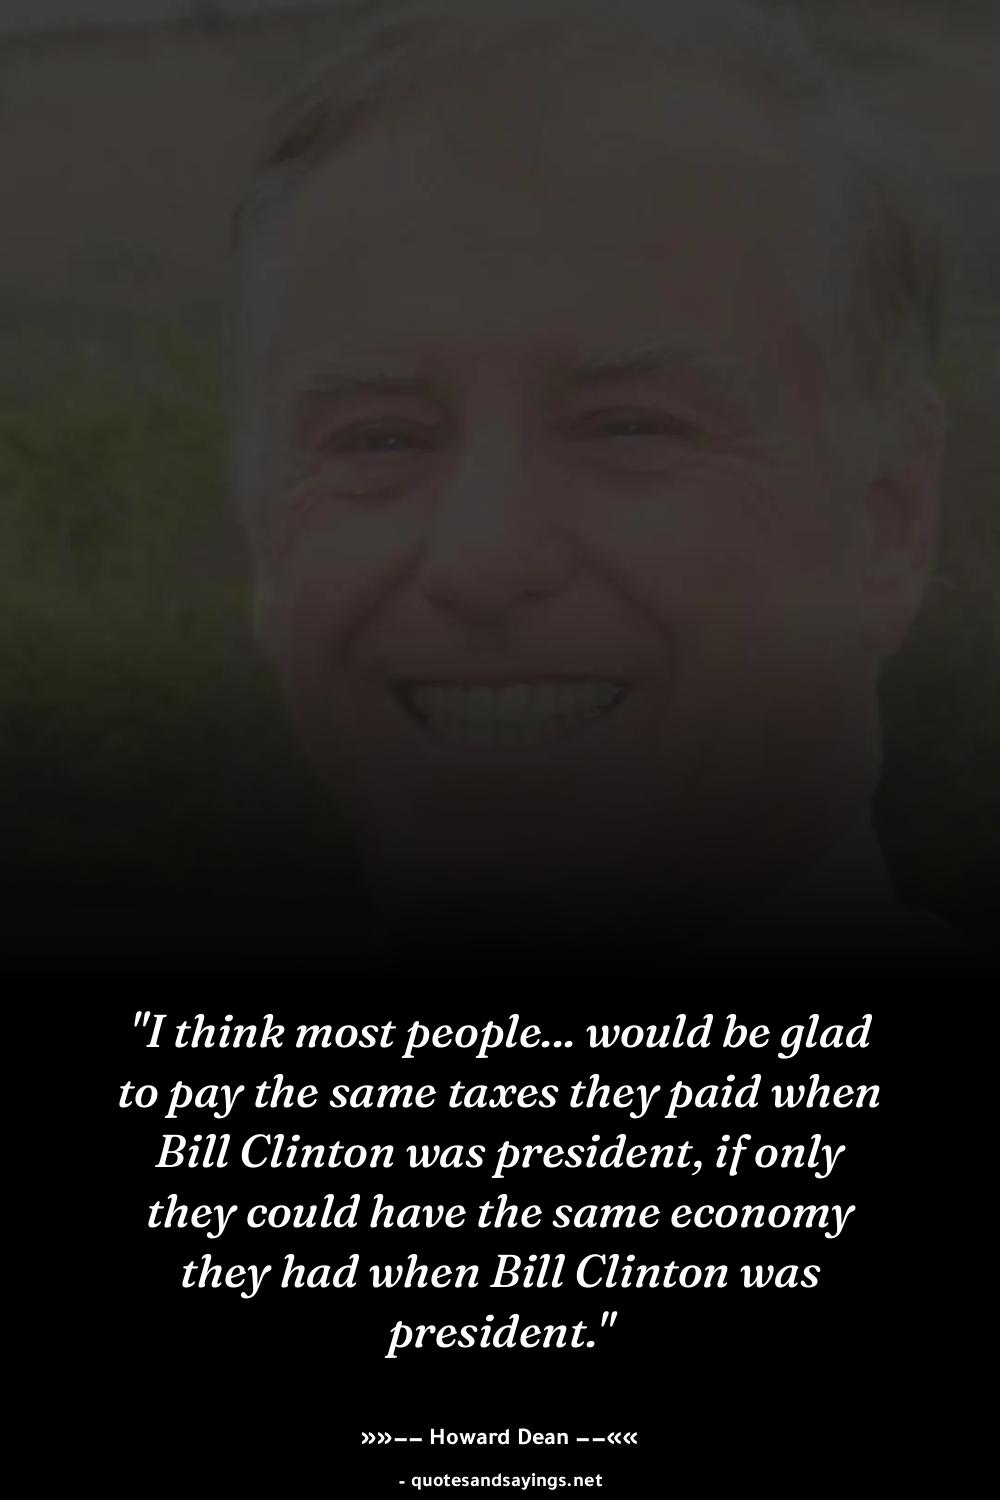 "I think most people... would be glad
to pay the same taxes they paid when
Bill Clinton was president, if only
they could have the same economy
they had when Bill Clinton was
president."
»»−− Howard Dean −−««
- quotesandsayings.net